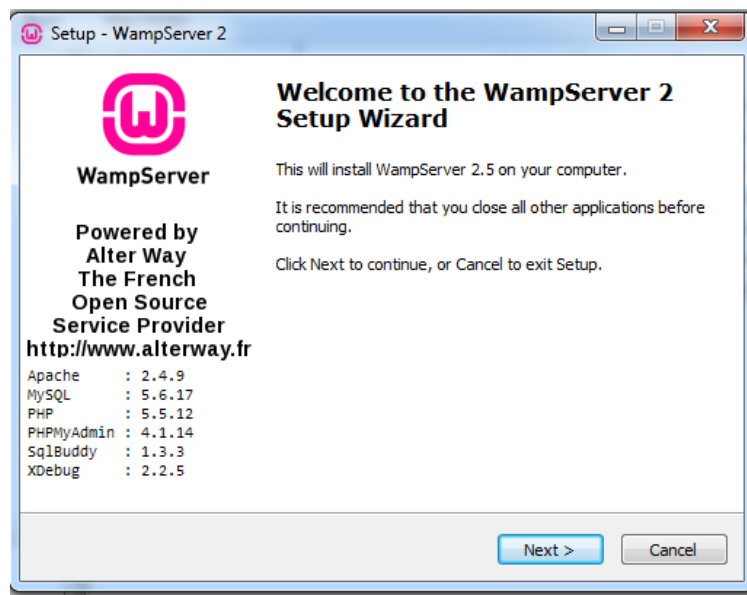 Setup - WampServer 2
WampServer
Powered by
Alter Way
The French
Open Source
Service Provider
http://www.alterway.fr
Apache : 2.4.9
MySQL : 5.6.17
PHP : 5.5.12
PHPMyAdmin : 4.1.14
SqlBuddy : 1.3.3
XDebug : 2.2.5
Welcome to the WampServer 2
Setup Wizard
This will install WampServer 2.5 on your computer.
It is recommended that you close all other applications before
continuing.
Click Next to continue, or Cancel to exit Setup.
Next >
Cancel